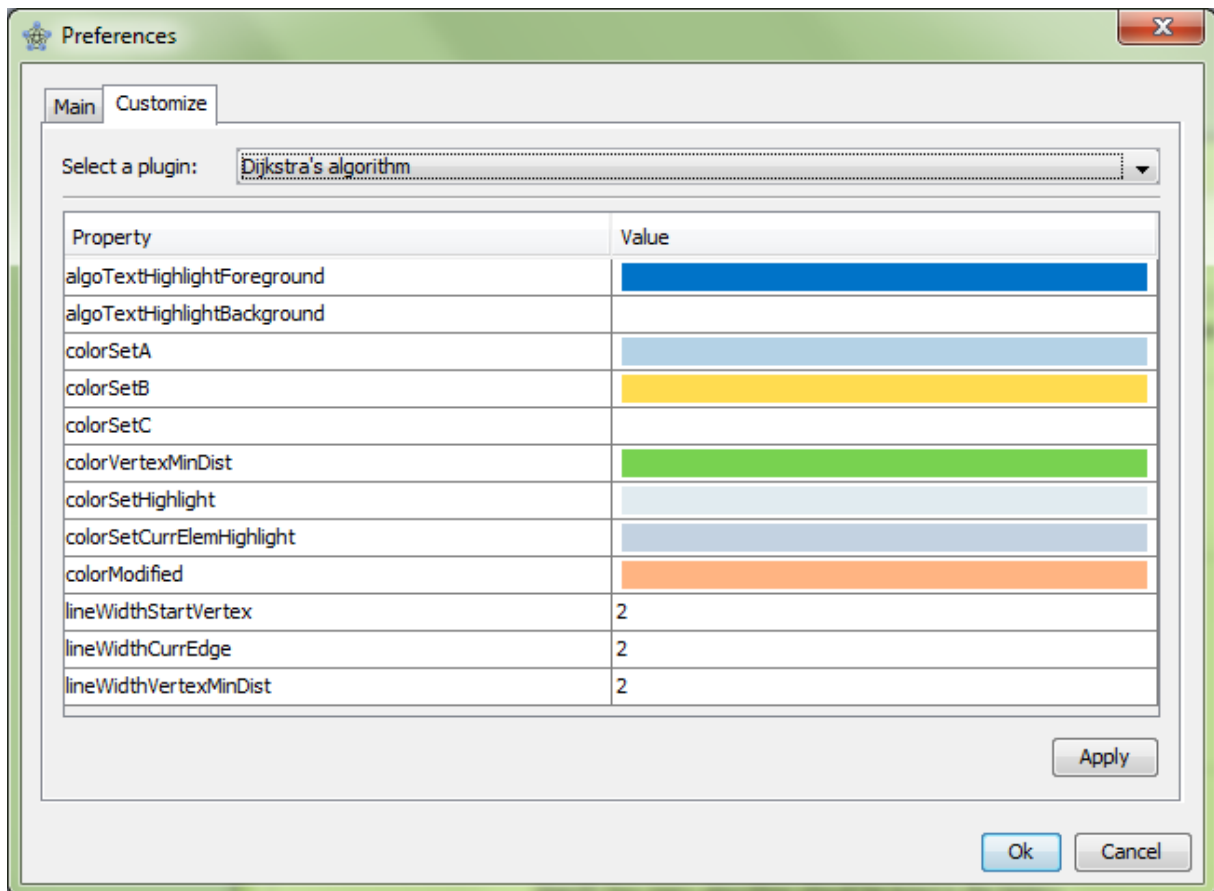 Preferences
Main Customize
Select a plugin: Dijkstra's algorithm
Property Value
algoTextHighlightForeground
algoTextHighlightBackground
colorSetA
colorSetB
colorSetC
colorVertexMinDist
colorSetHighlight
colorSetCurrElemHighlight
colorModified
lineWidthStartVertex 2
lineWidthCurrEdge 2
lineWidthVertexMinDist 2
Apply
Ok Cancel